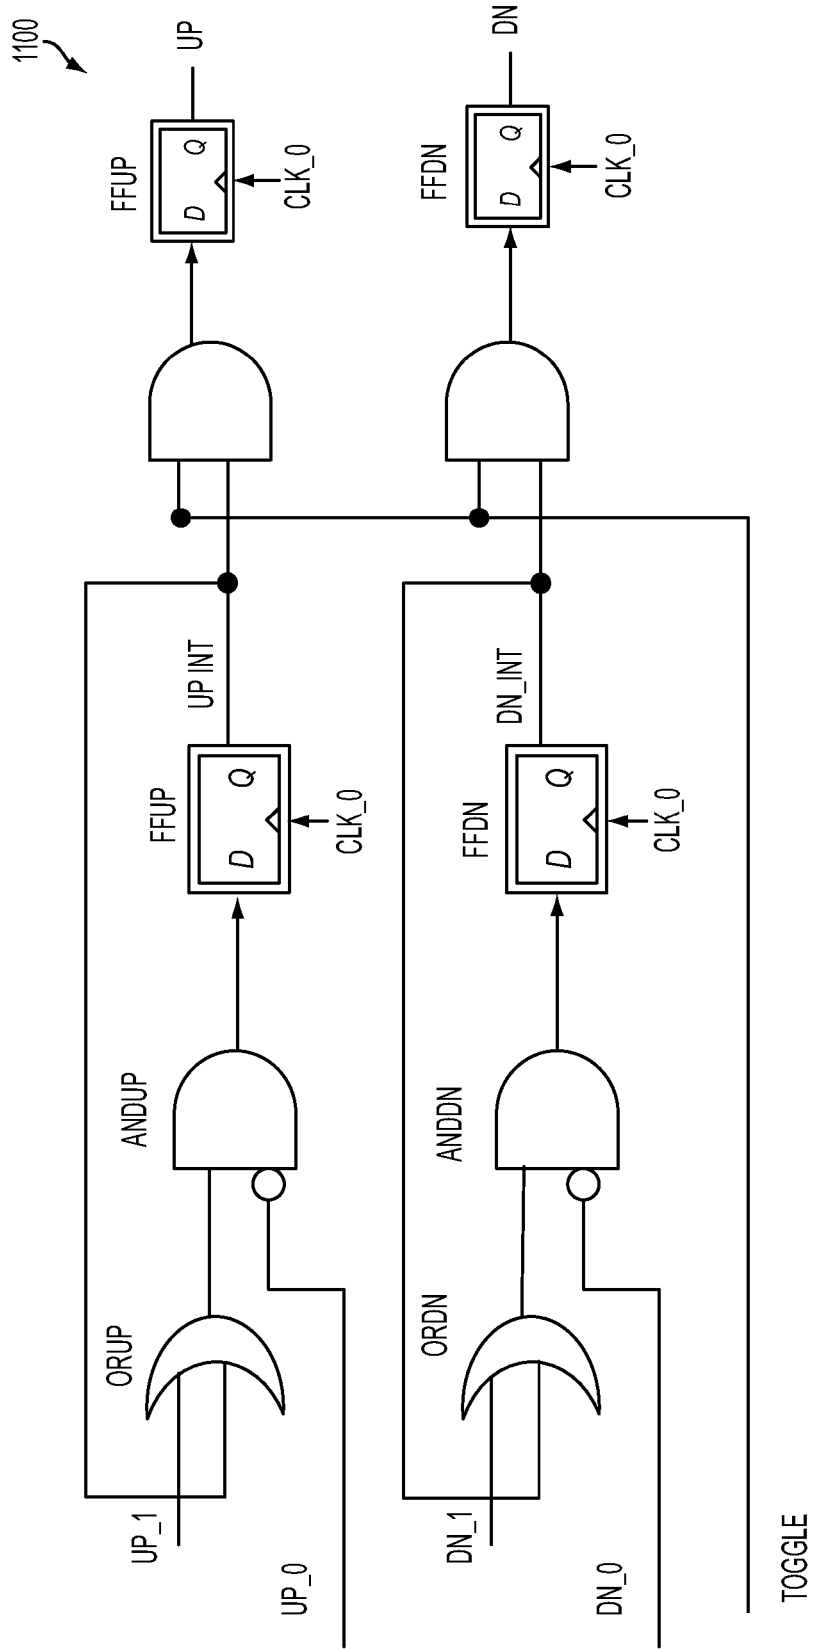 1100
UP_1
UP_0
ORUP
ANDUP
FFUP
D
Q
CLK_0
UP INT
FFUP
D
Q
CLK_0
UP
DN_1
DN_0
ORDN
ANDDN
FFDN
D
Q
CLK_0
DN_INT
FFDN
D
Q
CLK_0
DN
TOGGLE